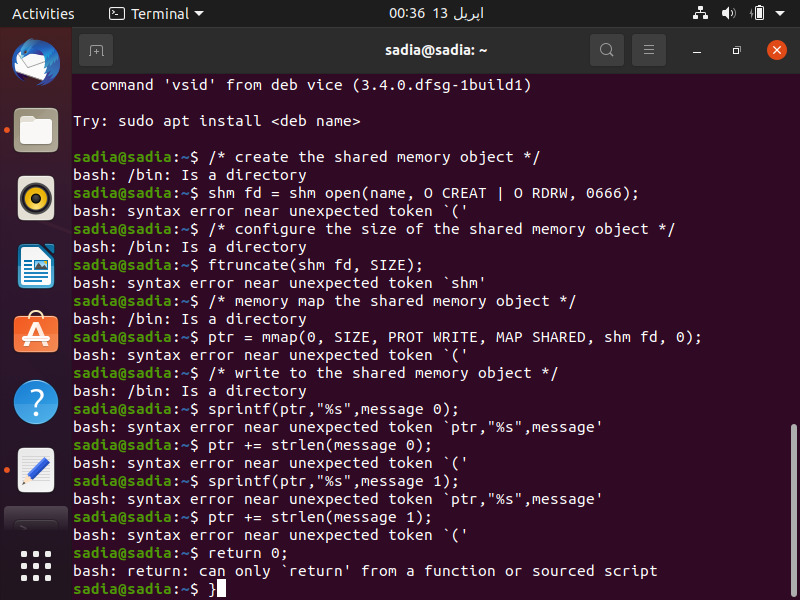 Activities
Terminal
00:36 13 اپریل
sadia@sadia: ~
command 'vsid' from deb vice (3.4.0.dfsg-1build1)
Try: sudo apt install <deb name>
sadia@sadia:~$ /* create the shared memory object */
bash: /bin: Is a directory
sadia@sadia:~$ shm fd = shm open(name, O CREAT | O RDRW, 0666);
bash: syntax error near unexpected token `('
sadia@sadia:~$ /* configure the size of the shared memory object */
bash: /bin: Is a directory
sadia@sadia:~$ ftruncate(shm fd, SIZE);
bash: syntax error near unexpected token `shm'
sadia@sadia:~$ /* memory map the shared memory object */
bash: /bin: Is a directory
sadia@sadia:~$ ptr = mmap(0, SIZE, PROT WRITE, MAP SHARED, shm fd, 0);
bash: syntax error near unexpected token `('
sadia@sadia:~$ /* write to the shared memory object */
bash: /bin: Is a directory
sadia@sadia:~$ sprintf(ptr,"%s",message 0);
bash: syntax error near unexpected token `ptr,"%s",message'
sadia@sadia:~$ ptr += strlen(message 0);
bash: syntax error near unexpected token `('
sadia@sadia:~$ sprintf(ptr,"%s",message 1);
bash: syntax error near unexpected token `ptr,"%s",message'
sadia@sadia:~$ ptr += strlen(message 1);
bash: syntax error near unexpected token `('
sadia@sadia:~$ return 0;
bash: return: can only `return' from a function or sourced script
sadia@sadia:~$ }